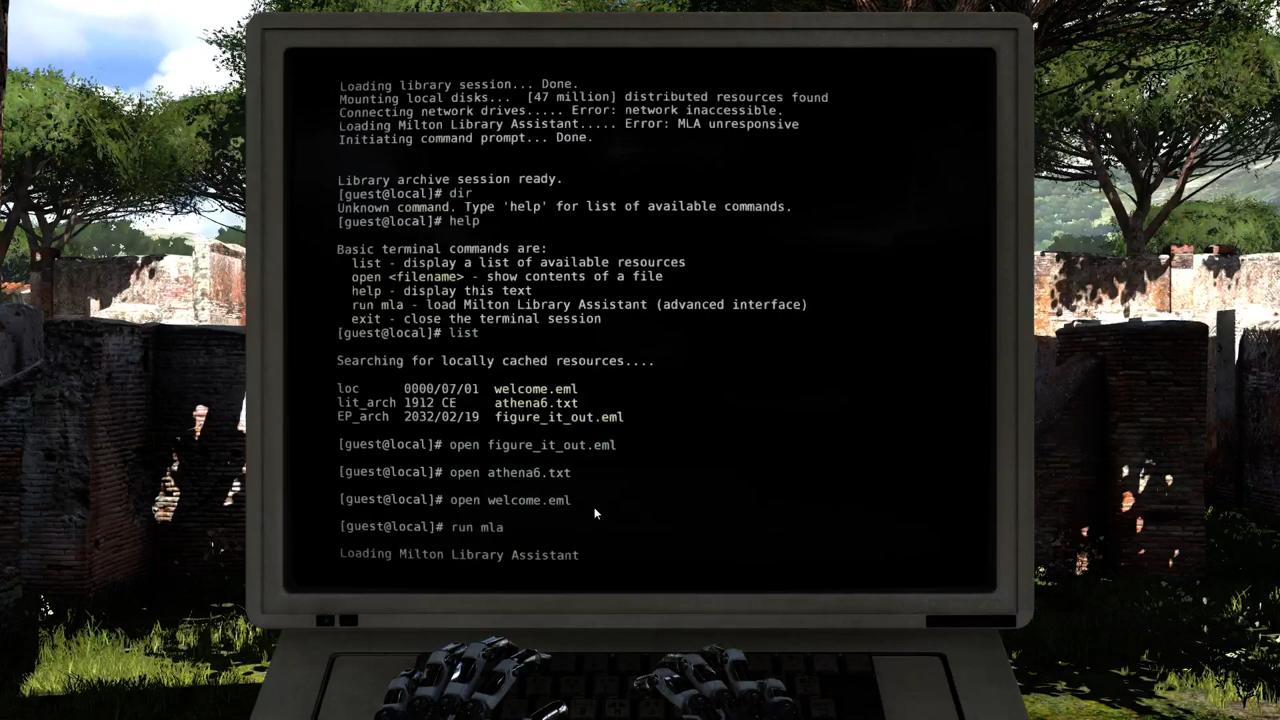 Loading library session... Done.
Mounting local disks... [47 million] distributed resources found
Connecting network drives..... Error: network inaccessible.
Loading Milton Library Assistant..... Error: MLA unresponsive
Initiating command prompt... Done.
Library archive session ready.
[guest@local]# dir
Unknown command. Type 'help' for list of available commands.
[guest@local]# help
Basic terminal commands are:
list - display a list of available resources
open <filename> - show contents of a file
help - display this text
run mla - load Milton Library Assistant (advanced interface)
exit - close the terminal session
[guest@local]# list
Searching for locally cached resources....
loc 0000/07/01 welcome.eml
lit_arch 1912 CE athena6.txt
EP_arch 2032/02/19 figure_it_out.eml
[guest@local]# open figure_it_out.eml
[guest@local]# open athena6.txt
[guest@local]# open welcome.eml
[guest@local]# run mla
Loading Milton Library Assistant